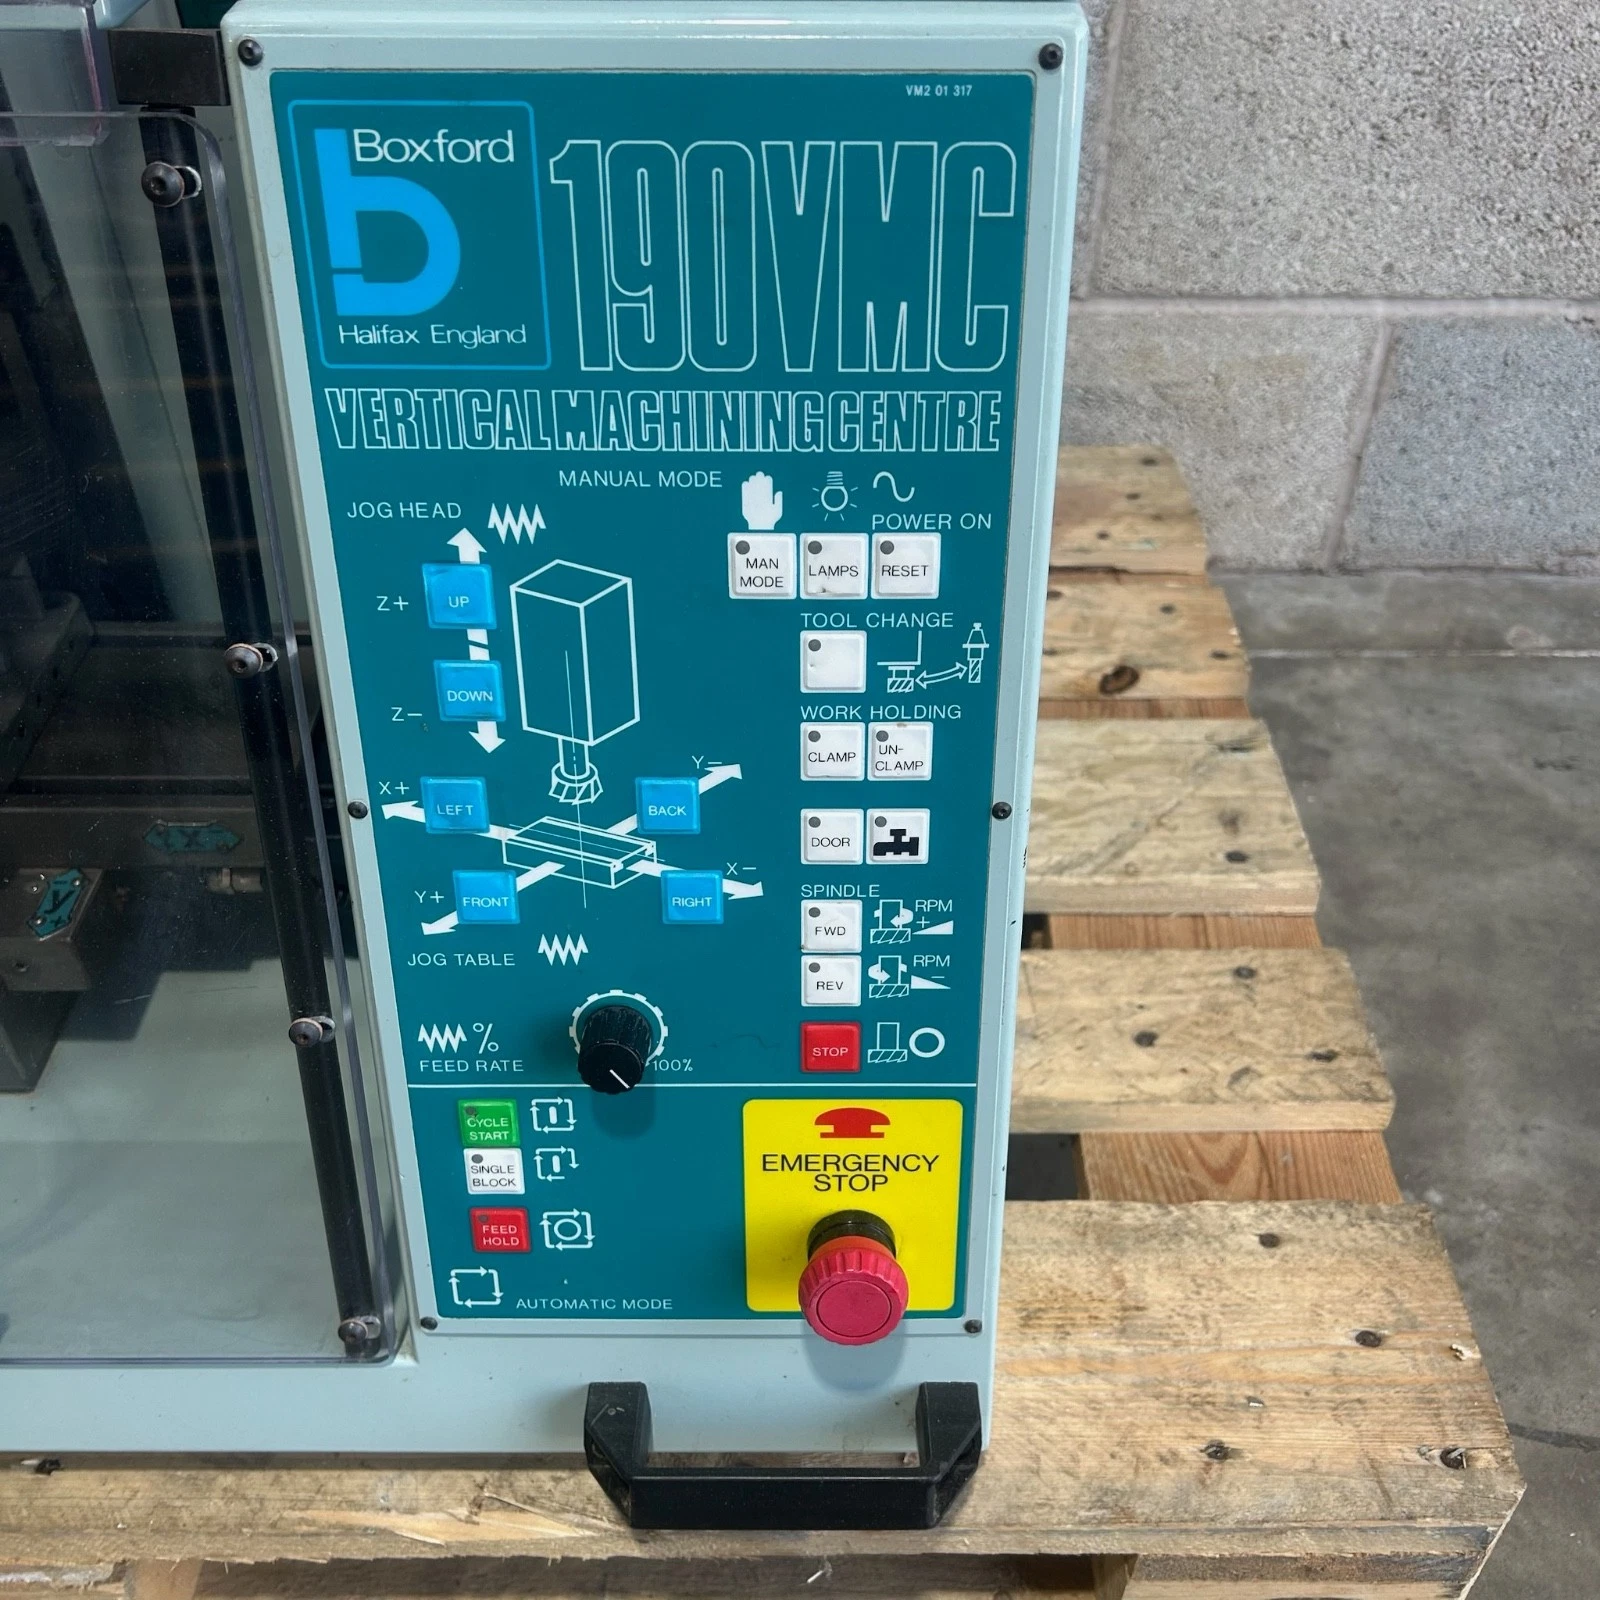 VM2 01 317
Boxford
Halifax England
190VMC
VERTICAL MACHINING CENTRE
MANUAL MODE
JOG HEAD
POWER ON
MAN
MODE
LAMPS
RESET
Z+
UP
TOOL CHANGE
Z-
DOWN
WORK HOLDING
CLAMP
UN-
CLAMP
X+
LEFT
Y-
BACK
DOOR
Y+
FRONT
X-
RIGHT
SPINDLE
FWD
RPM
+
REV
RPM
-
JOG TABLE
STOP
%
FEED RATE
100%
CYCLE
START
SINGLE
BLOCK
FEED
HOLD
AUTOMATIC MODE
EMERGENCY
STOP
X
-
Y
+